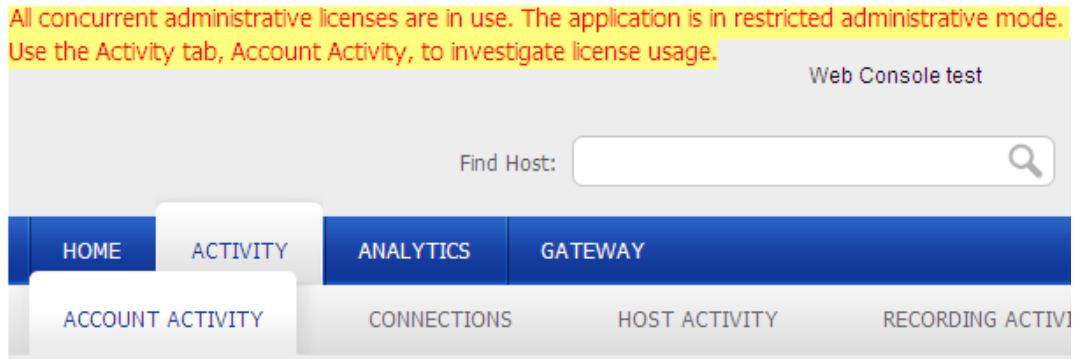 All concurrent administrative licenses are in use. The application is in restricted administrative mode.
Use the Activity tab, Account Activity, to investigate license usage.
Web Console test
Find Host:
HOME ACTIVITY ANALYTICS GATEWAY
ACCOUNT ACTIVITY CONNECTIONS HOST ACTIVITY RECORDING ACTIVI